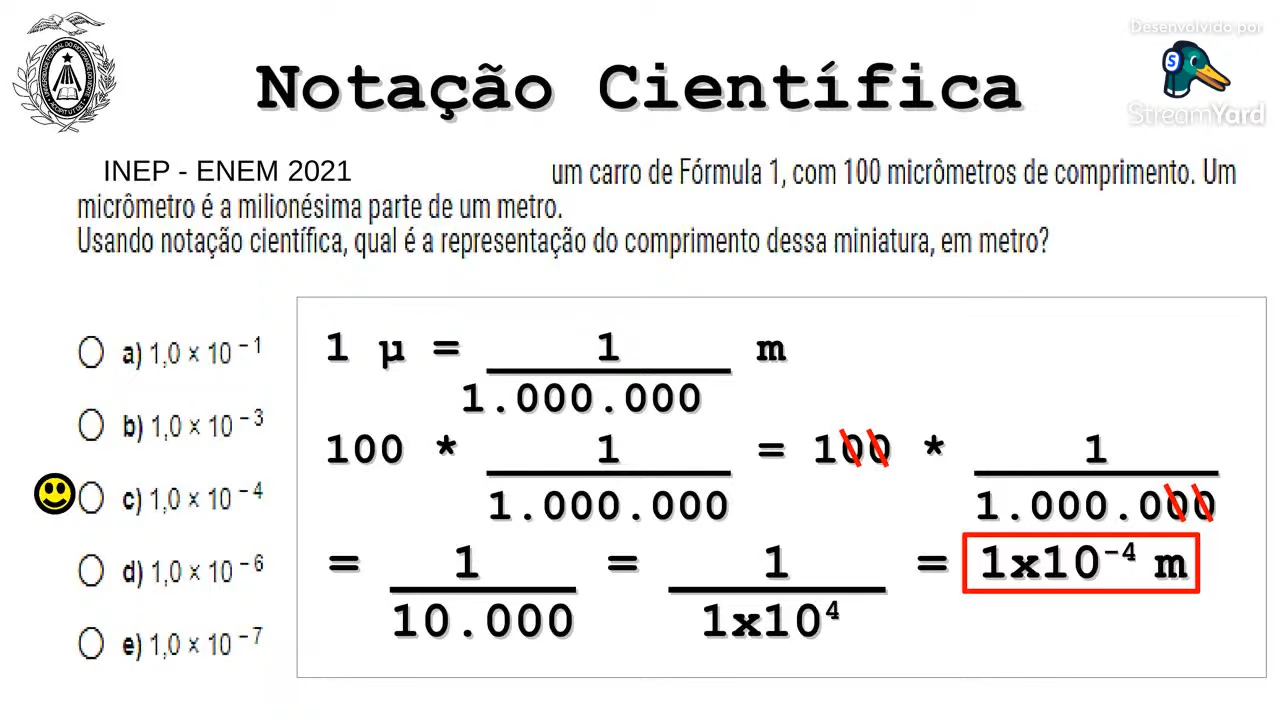 Desenvolvido por
StreamYard
Notação Científica
INEP - ENEM 2021 um carro de Fórmula 1, com 100 micrômetros de comprimento. Um
micrômetro é a milionésima parte de um metro.
Usando notação científica, qual é a representação do comprimento dessa miniatura, em metro?
a) 1,0 × 10⁻¹
b) 1,0 × 10⁻³
c) 1,0 × 10⁻⁴
d) 1,0 × 10⁻⁶
e) 1,0 × 10⁻⁷
1 µ = 1 m
1.000.000
100 * 1 = 100 * 1
1.000.000 1.000.000
= 1 = 1 = 1x10⁻⁴ m
10.000 1x10⁴